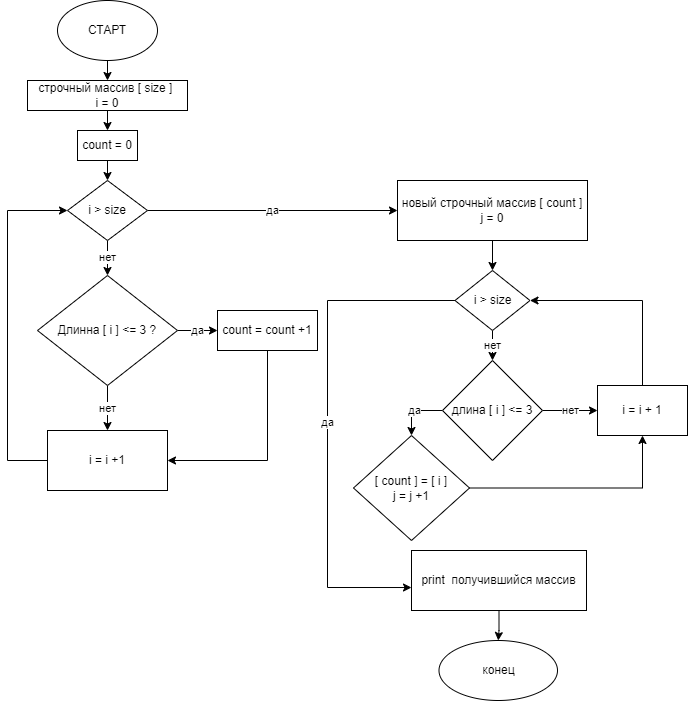 СТАРТ
строчный массив [ size ]
i = 0
count = 0
i > size
да
нет
Длинна [ i ] <= 3 ?
да
count = count +1
нет
i = i +1
новый строчный массив [ count ]
j = 0
i > size
нет
да
длина [ i ] <= 3
да
нет
i = i + 1
[ count ] = [ i ]
j = j +1
print получившийся массив
конец